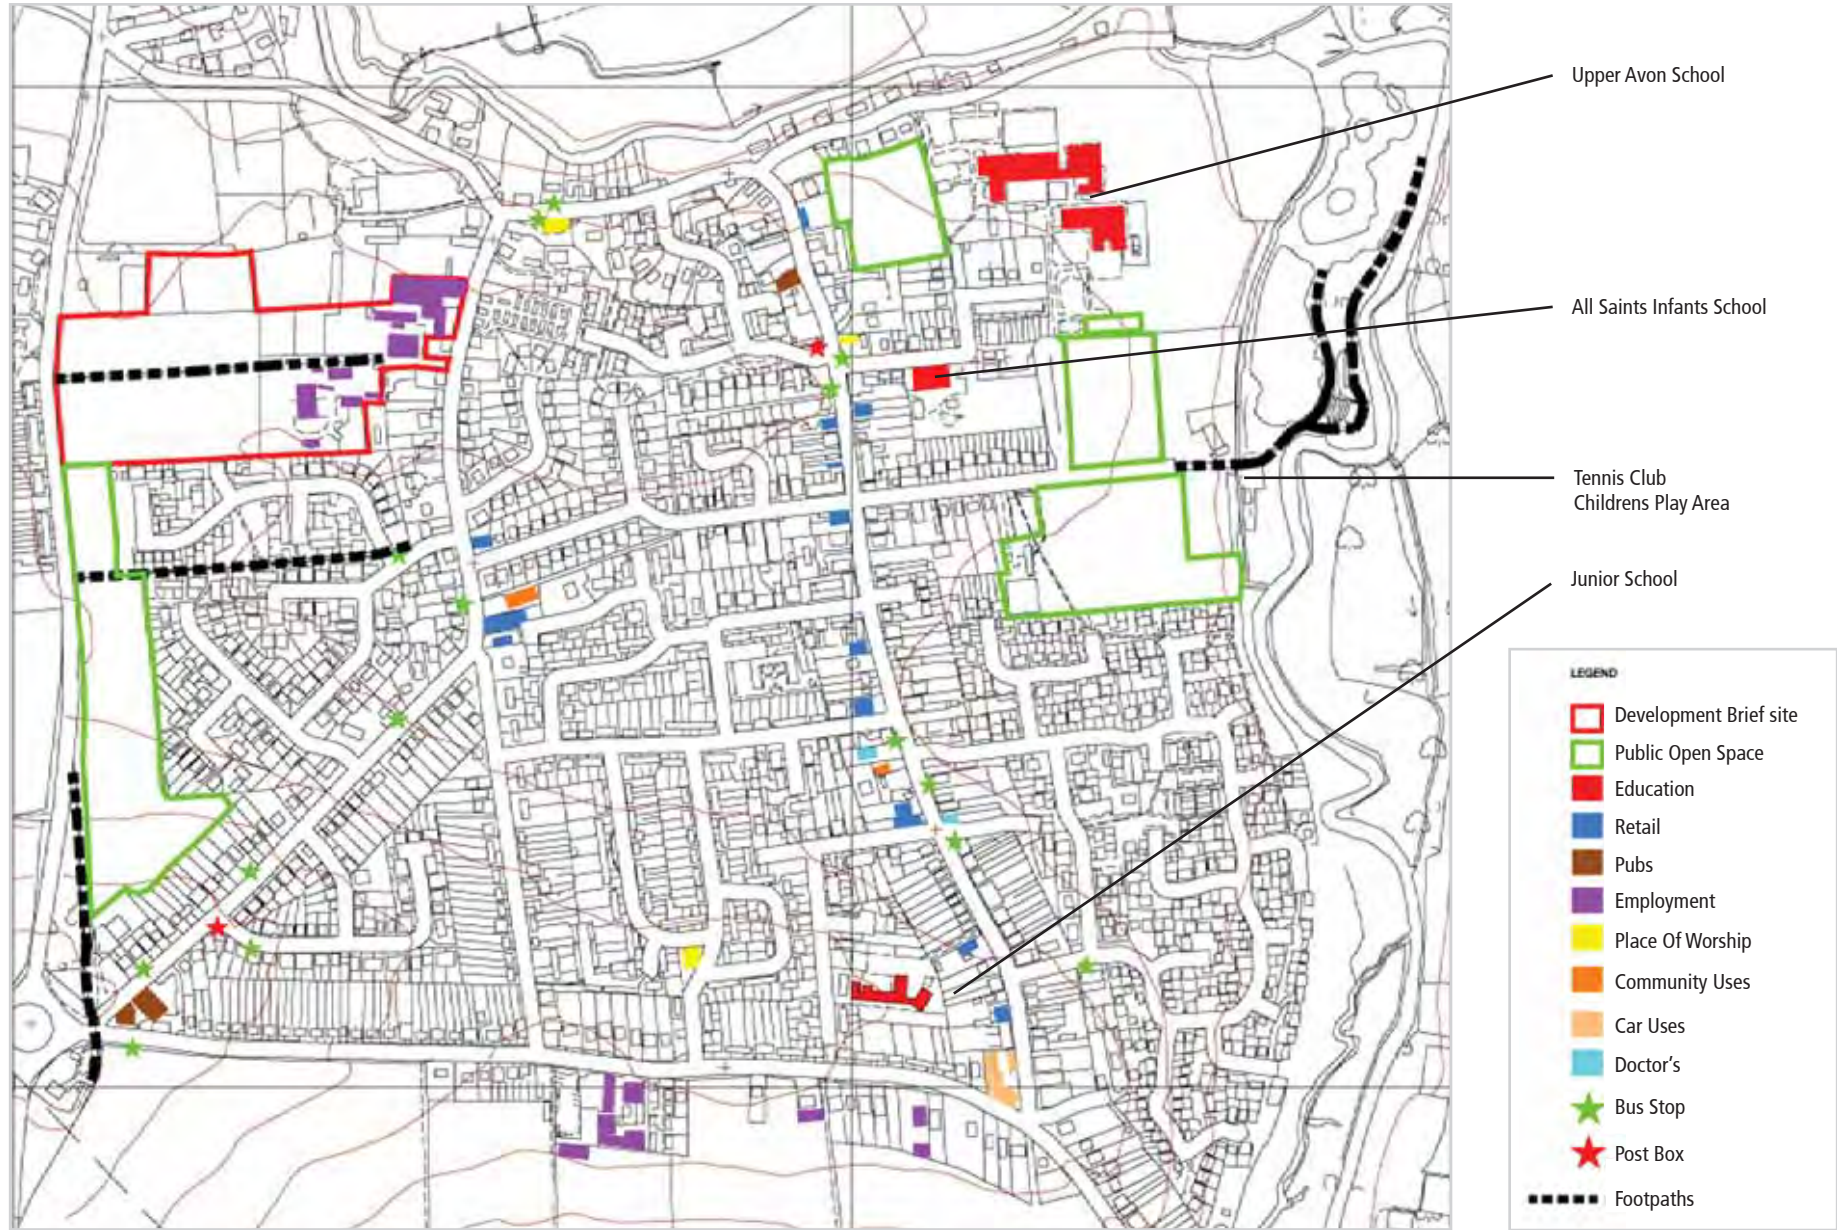 Upper Avon School
All Saints Infants School
Tennis Club
Childrens Play Area
Junior School
LEGEND
Development Brief site
Public Open Space
Education
Retail
Pubs
Employment
Place Of Worship
Community Uses
Car Uses
Doctor's
Bus Stop
Post Box
Footpaths